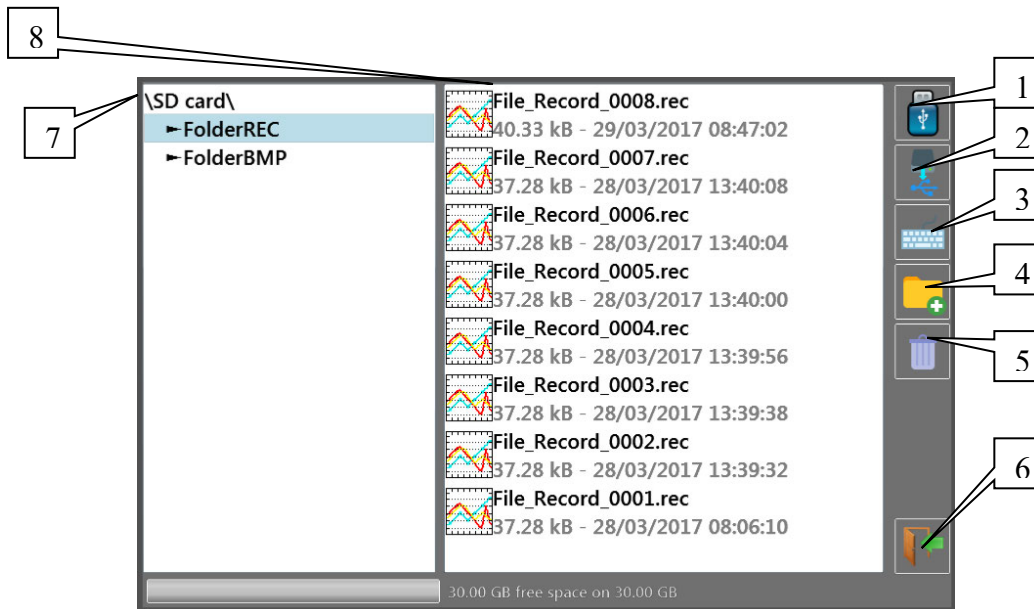 8
7
\SD card\
FolderREC
FolderBMP
File_Record_0008.rec
40.33 kB - 29/03/2017 08:47:02
File_Record_0007.rec
37.28 kB - 28/03/2017 13:40:08
File_Record_0006.rec
37.28 kB - 28/03/2017 13:40:04
File_Record_0005.rec
37.28 kB - 28/03/2017 13:40:00
File_Record_0004.rec
37.28 kB - 28/03/2017 13:39:56
File_Record_0003.rec
37.28 kB - 28/03/2017 13:39:38
File_Record_0002.rec
37.28 kB - 28/03/2017 13:39:32
File_Record_0001.rec
37.28 kB - 28/03/2017 08:06:10
1
2
3
4
5
6
30.00 GB free space on 30.00 GB